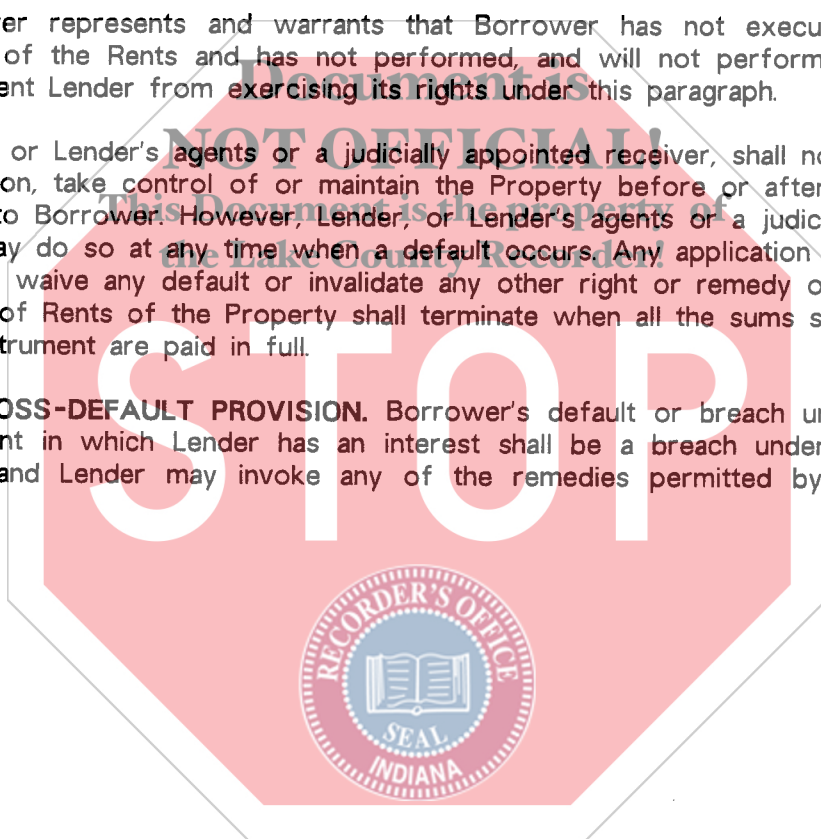 er represents and warrants that Borrower has not execu
of the Rents and has not performed, and will not perform
ent Lender from exercising its rights under this paragraph.
or Lender's agents or a judicially appointed receiver, shall no
on, take control of or maintain the Property before or after
to Borrower. However, Lender, or Lender's agents or a judic
ay do so at any time when a default occurs. Any application
waive any default or invalidate any other right or remedy o
of Rents of the Property shall terminate when all the sums s
trument are paid in full.
OSS-DEFAULT PROVISION. Borrower's default or breach un
nt in which Lender has an interest shall be a breach under
and Lender may invoke any of the remedies permitted by
Document is
NOT OFFICIAL!
This Document is the property of
the Lake County Recorder!
STOP
RECORDER'S OFFICE
SEAL
INDIANA